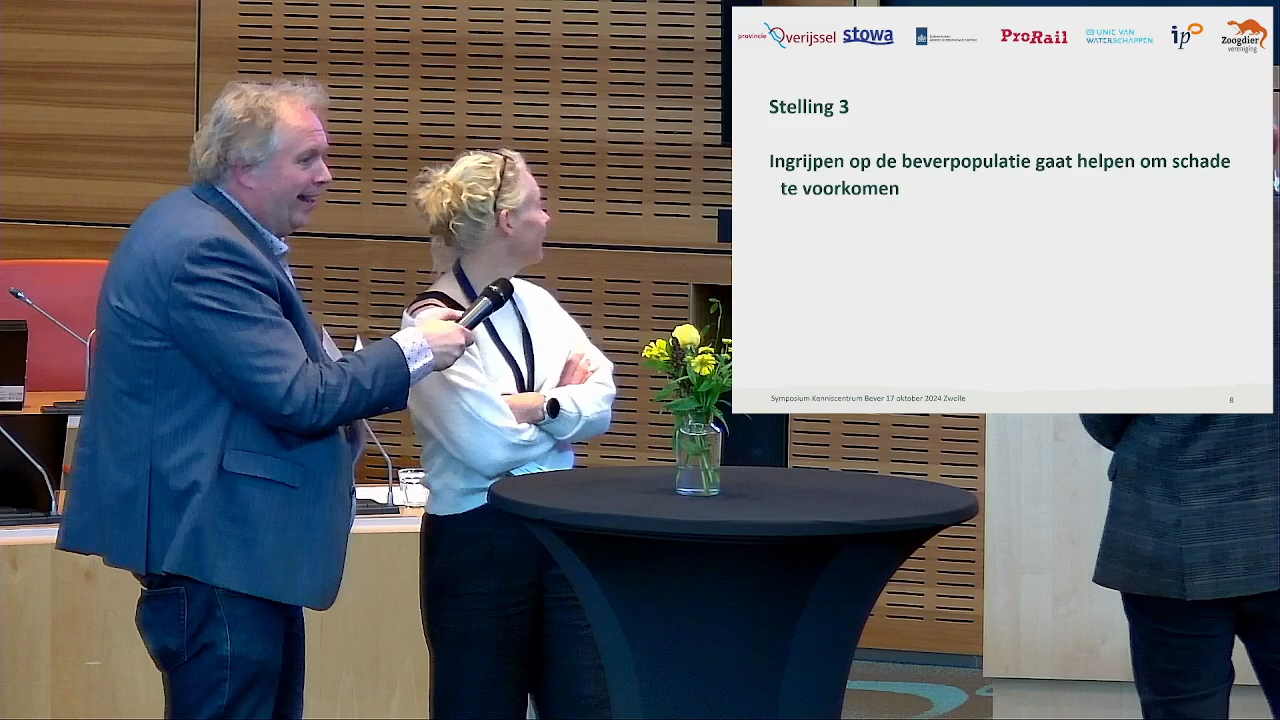 provincie Overijssel
stowa
ProRail
UNIE VAN
WATERSCHAPPEN
ipo
Zoogdier
vereniging
Stelling 3
Ingrijpen op de beverpopulatie gaat helpen om schade
te voorkomen
Symposium Kenniscentrum Bever 17 oktober 2024 Zwolle
8